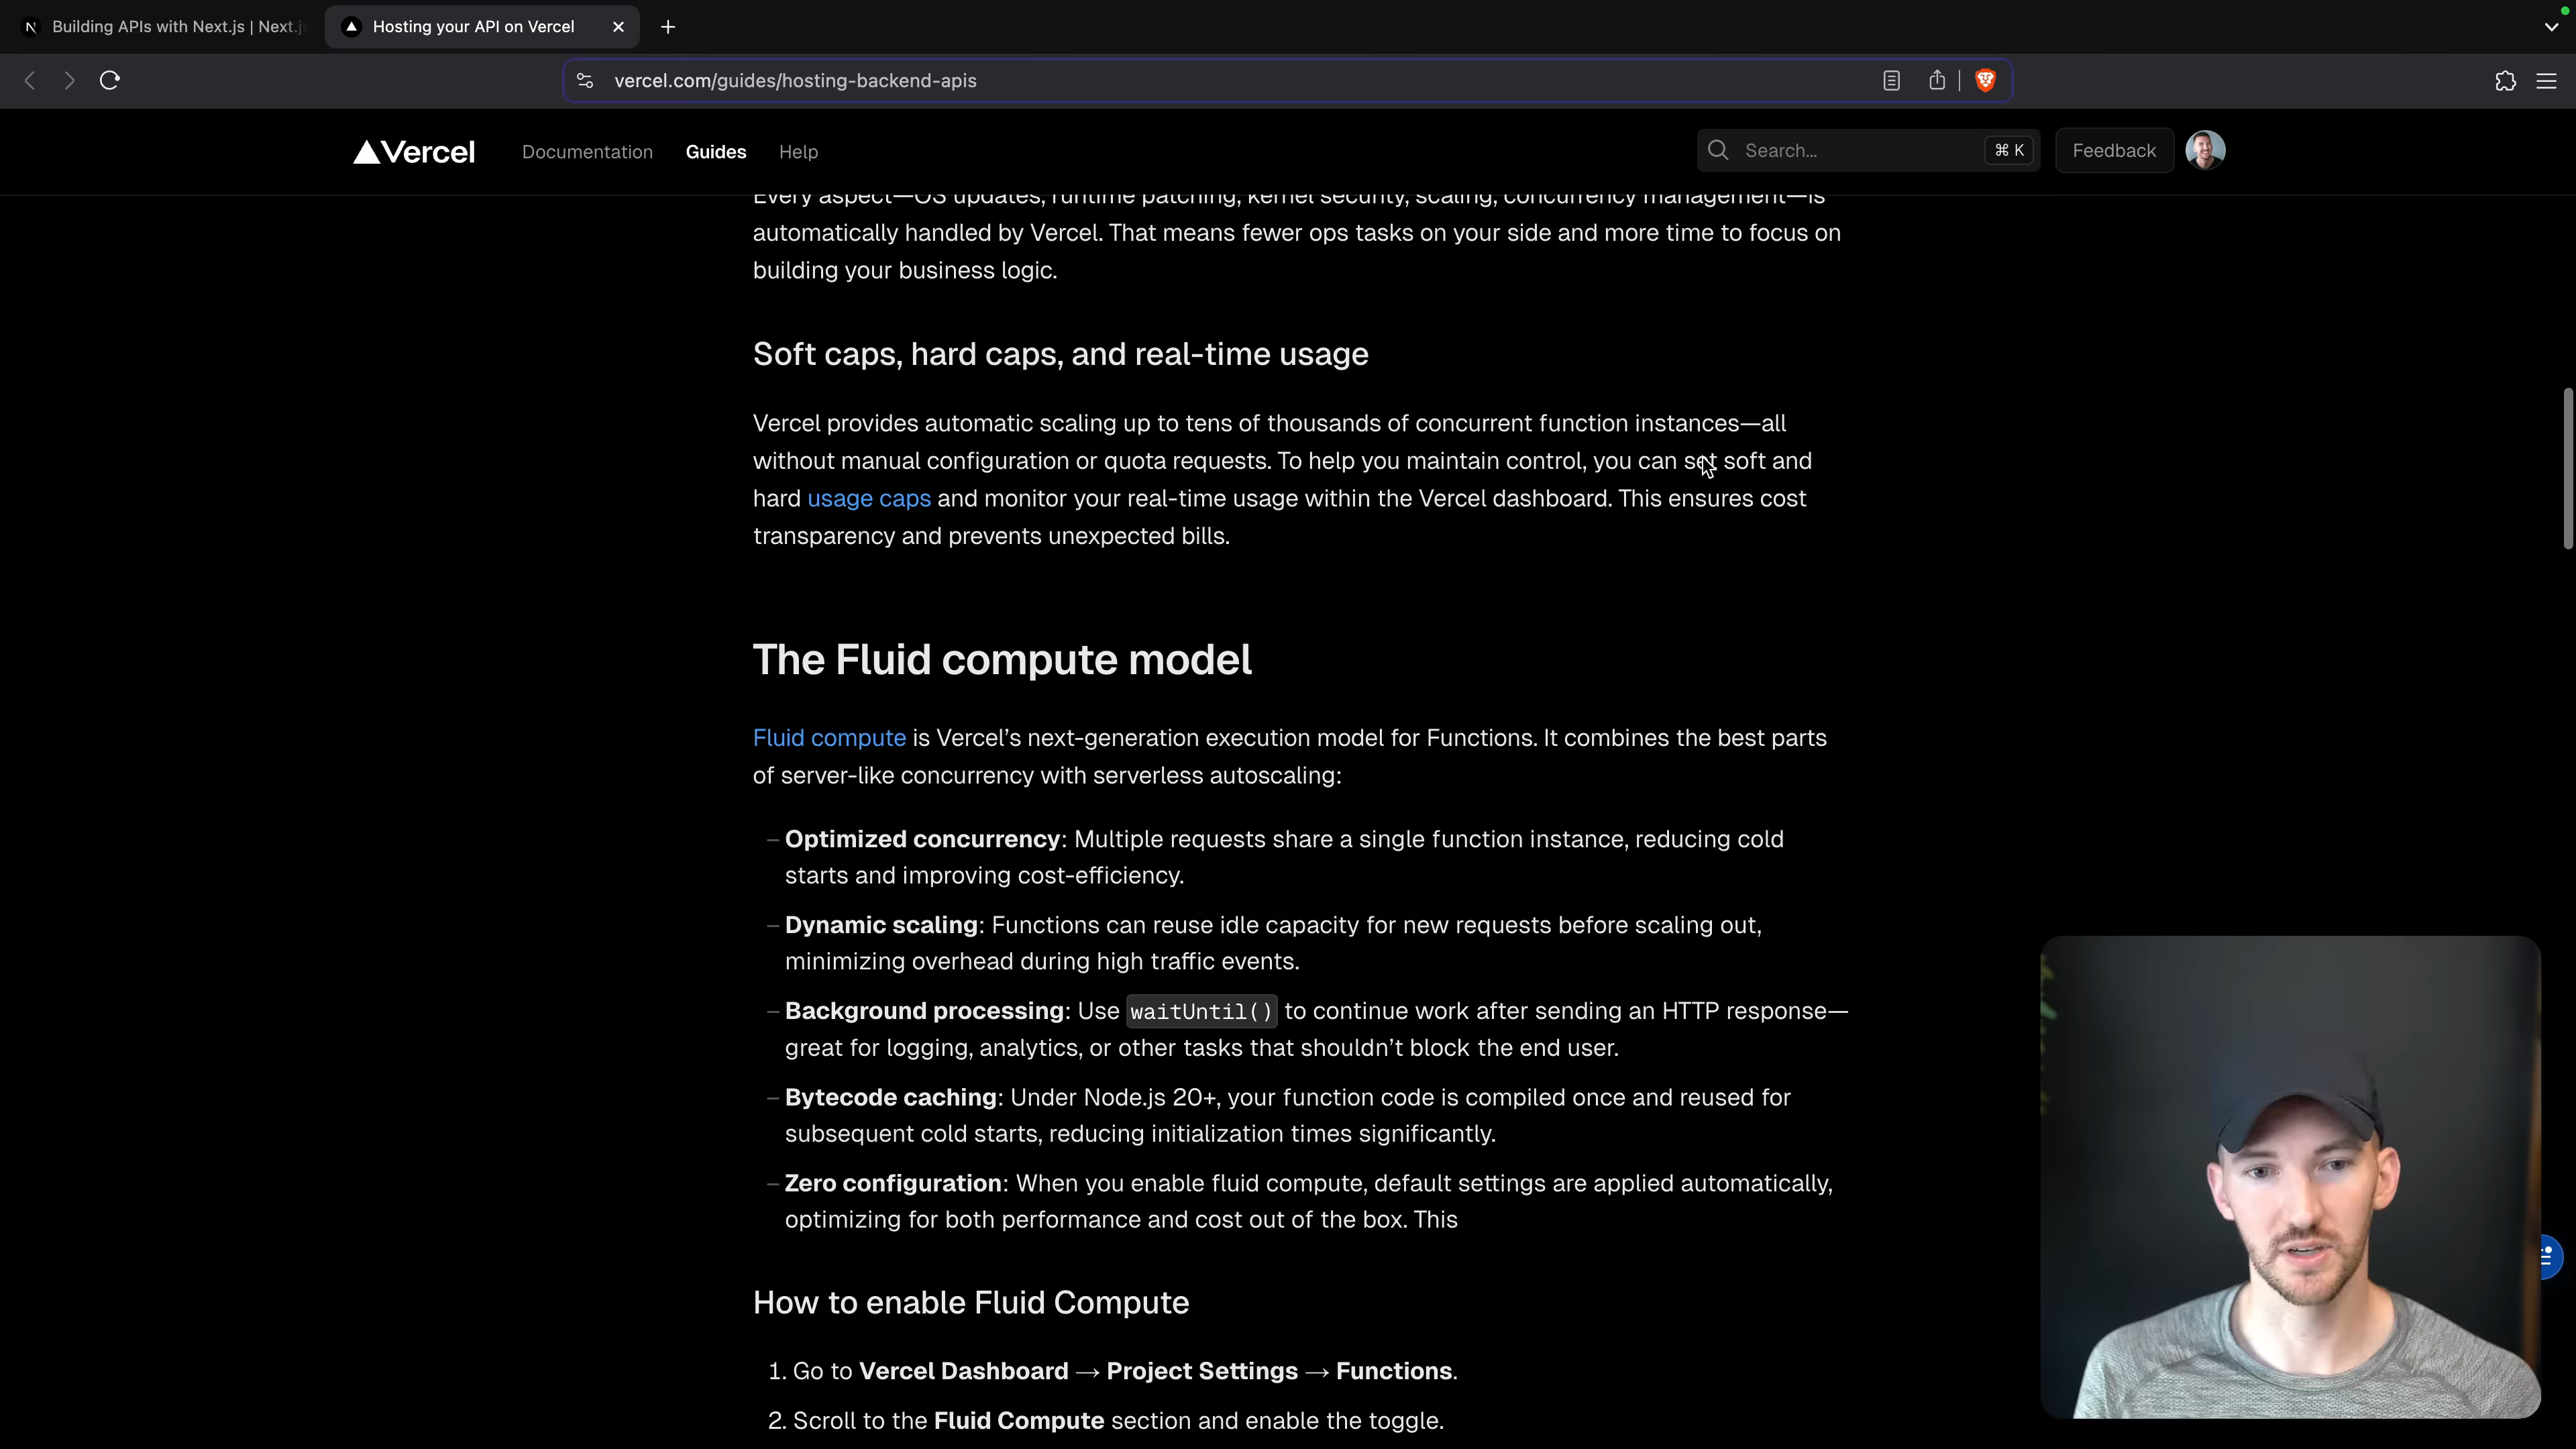 Building APIs with Next.js | Next.j
Hosting your API on Vercel
vercel.com/guides/hosting-backend-apis
Vercel
Documentation
Guides
Help
Search...
⌘ K
Feedback
Every aspect—OS updates, runtime patching, kernel security, scaling, concurrency management—is
automatically handled by Vercel. That means fewer ops tasks on your side and more time to focus on
building your business logic.
Soft caps, hard caps, and real-time usage
Vercel provides automatic scaling up to tens of thousands of concurrent function instances—all
without manual configuration or quota requests. To help you maintain control, you can set soft and
hard usage caps and monitor your real-time usage within the Vercel dashboard. This ensures cost
transparency and prevents unexpected bills.
The Fluid compute model
Fluid compute is Vercel’s next-generation execution model for Functions. It combines the best parts
of server-like concurrency with serverless autoscaling:
– Optimized concurrency: Multiple requests share a single function instance, reducing cold
starts and improving cost-efficiency.
– Dynamic scaling: Functions can reuse idle capacity for new requests before scaling out,
minimizing overhead during high traffic events.
– Background processing: Use waitUntil() to continue work after sending an HTTP response—
great for logging, analytics, or other tasks that shouldn’t block the end user.
– Bytecode caching: Under Node.js 20+, your function code is compiled once and reused for
subsequent cold starts, reducing initialization times significantly.
– Zero configuration: When you enable fluid compute, default settings are applied automatically,
optimizing for both performance and cost out of the box. This
How to enable Fluid Compute
1. Go to Vercel Dashboard → Project Settings → Functions.
2. Scroll to the Fluid Compute section and enable the toggle.